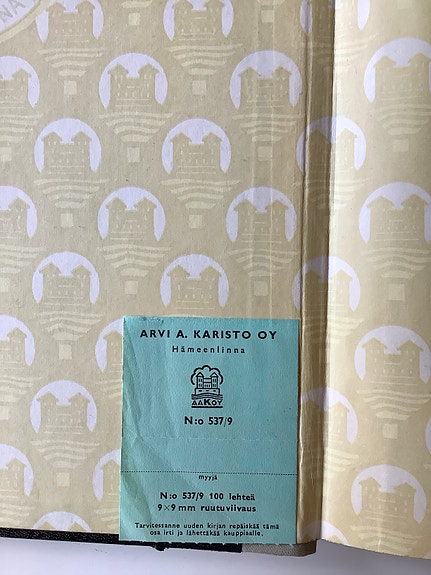 ARVI A. KARISTO OY
Hämeenlinna
AAKOY
N:o 537/9
myyjä
N:o 537/9 100 lehteä
9×9 mm ruutuviivaus
Tarvitessanne uuden kirjan repäiskää tämä
osa irti ja lähettäkää kauppiaalle.